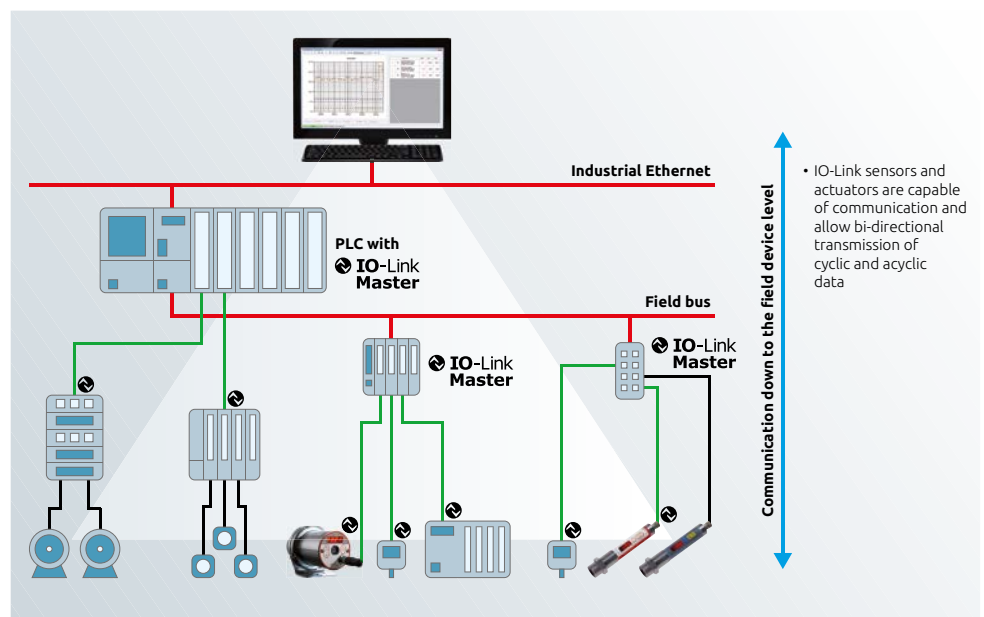 Industrial Ethernet
PLC with
IO-Link
Master
Field bus
IO-Link
Master
IO-Link
Master
Communication down to the field device level
• IO-Link sensors and
actuators are capable
of communication and
allow bi-directional
transmission of
cyclic and acyclic
data